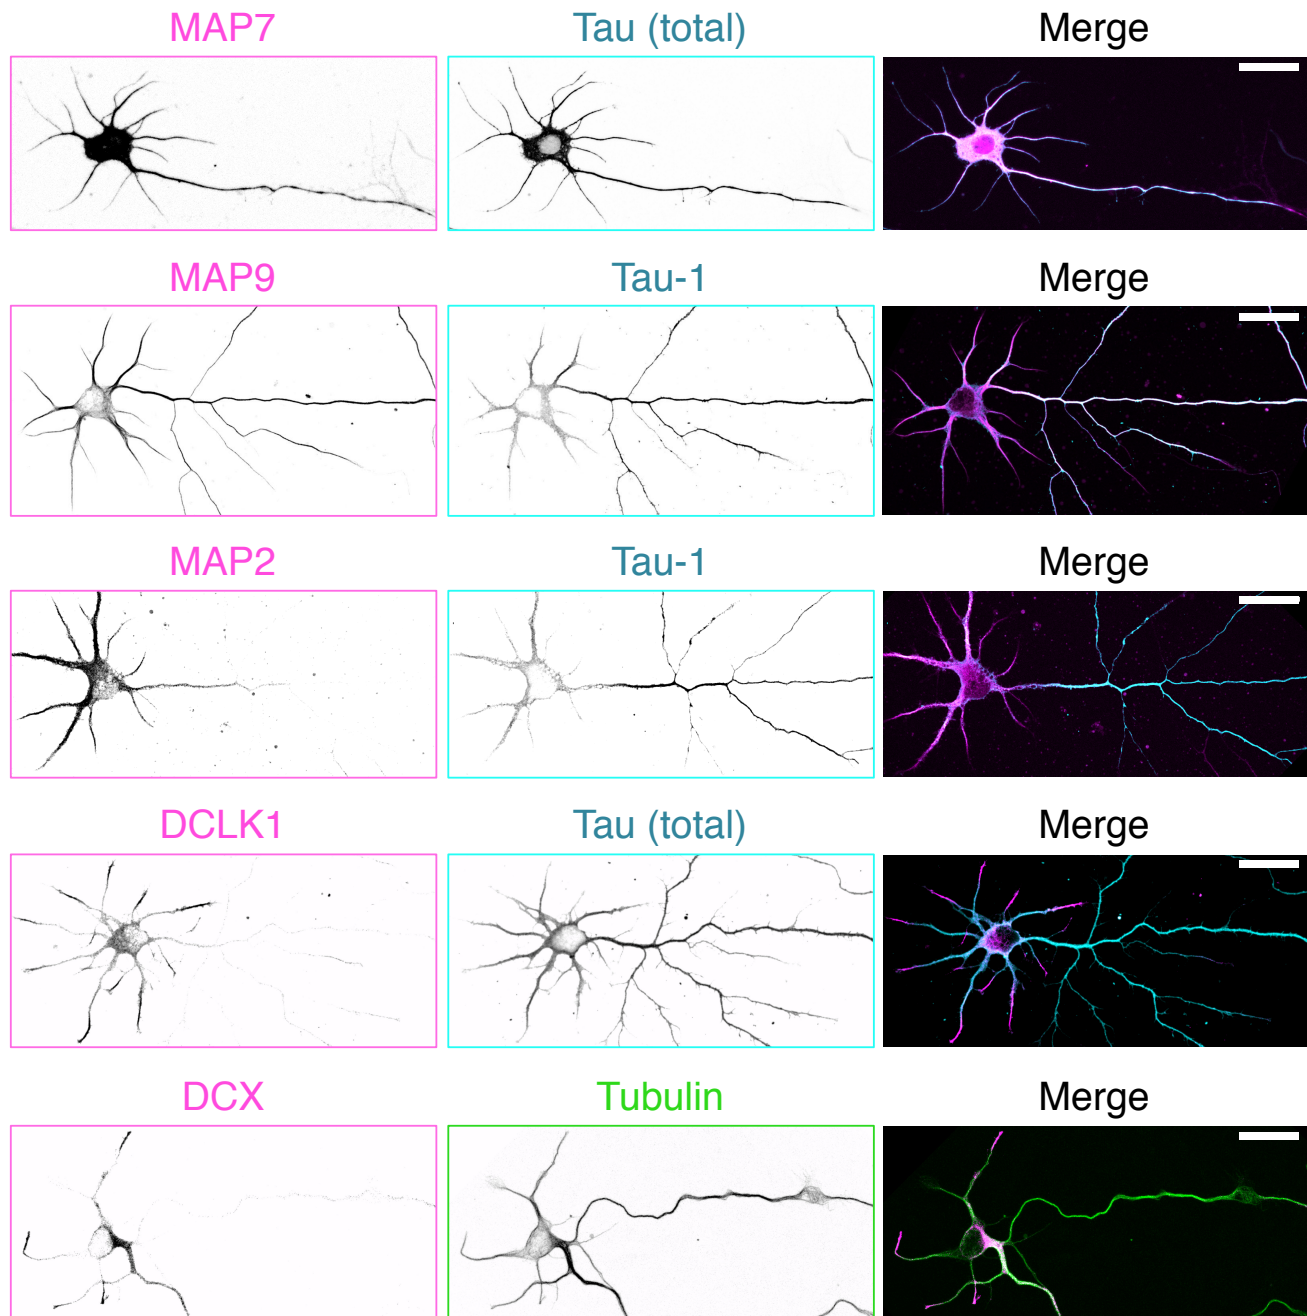 MAP7 Tau (total) Merge
MAP9 Tau-1 Merge
MAP2 Tau-1 Merge
DCLK1 Tau (total) Merge
DCX Tubulin Merge